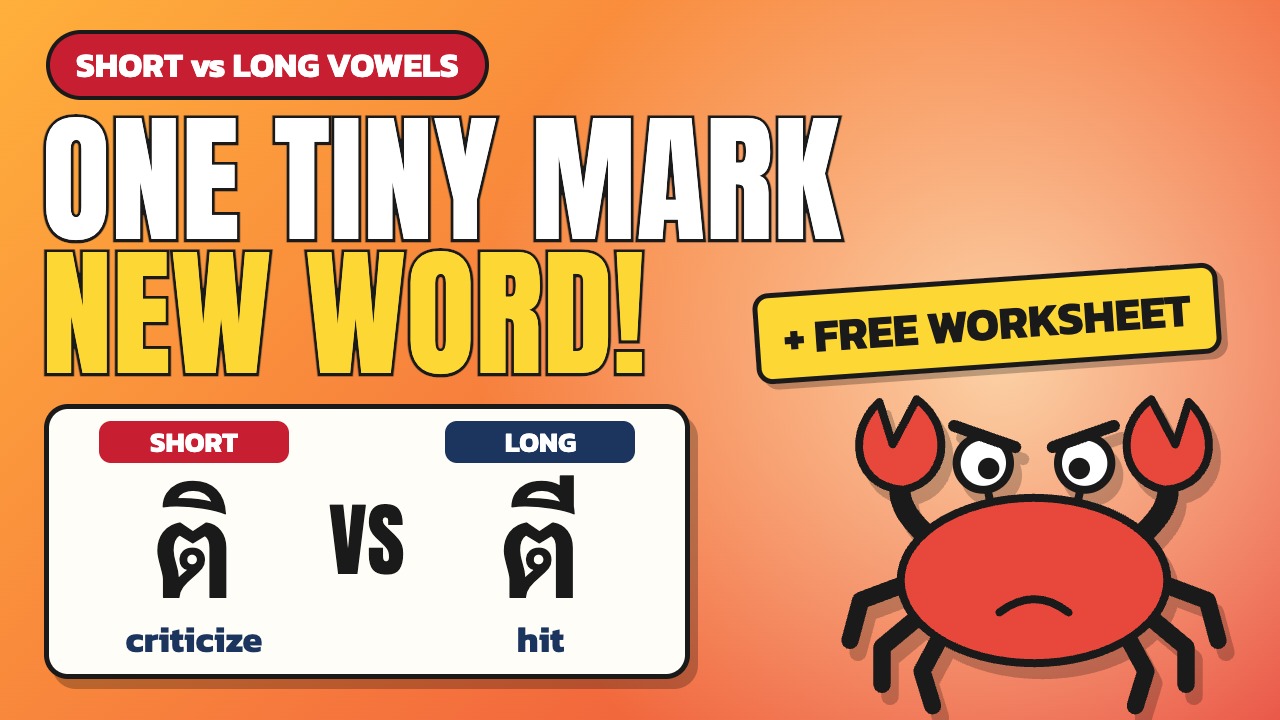 SHORT vs LONG VOWELS
ONE TINY MARK
NEW WORD!
+ FREE WORKSHEET
SHORT
LONG
ติ
VS
ตี
criticize
hit